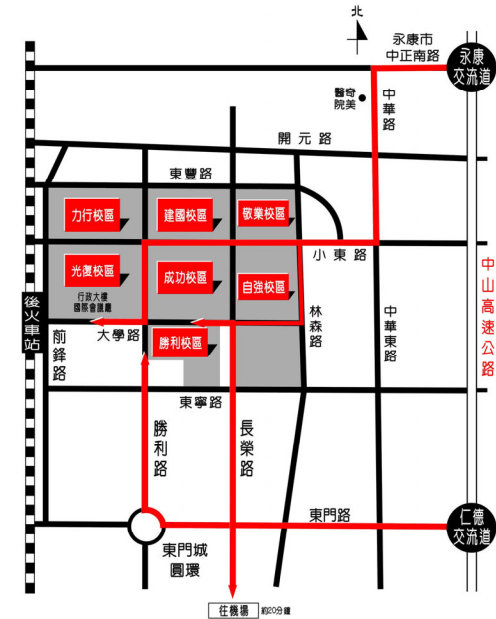 北
永康市
中正南路
永康
交流道
醫奇
院美
中華路
開元路
東豐路
力行校區
建國校區
敬業校區
小東路
光復校區
成功校區
自強校區
行政大樓
國際會議廳
中山高速公路
後火車站
前鋒路
大學路
勝利校區
林森路
中華東路
東寧路
勝利路
長榮路
東門路
仁德
交流道
東門城
圓環
往機場
約20分鐘